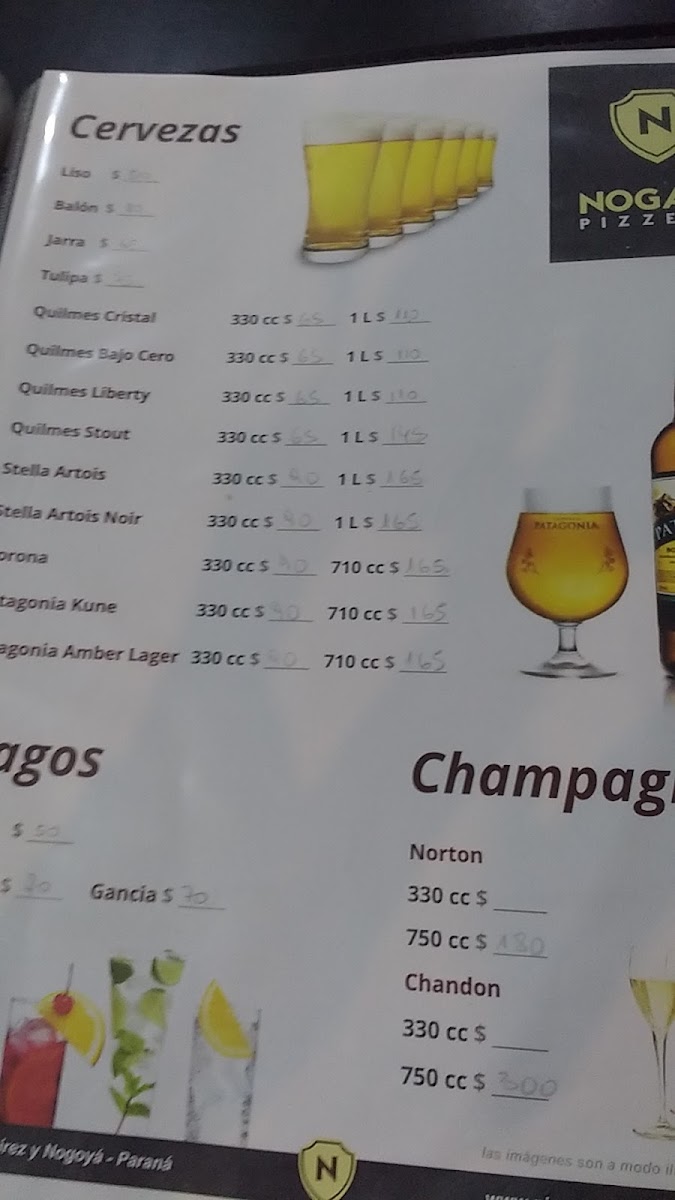 Cervezas
Liso $
Balón $
Jarra $
Tulipa $
Quilmes Cristal 330 cc $ 65 1 L $ 110
Quilmes Bajo Cero 330 cc $ 65 1 L $ 110
Quilmes Liberty 330 cc $ 65 1 L $ 110
Quilmes Stout 330 cc $ 65 1 L $ 145
Stella Artois 330 cc $ 90 1 L $ 165
Stella Artois Noir 330 cc $ 90 1 L $ 165
orona 330 cc $ 90 710 cc $ 165
tagonia Kune 330 cc $ 90 710 cc $ 165
agonia Amber Lager 330 cc $ 90 710 cc $ 165
N
NOGA
PIZZE
PATAGONIA
PAT
agos
$ 50
$ 70 Gancia $ 70
Champag
Norton
330 cc $
750 cc $ 180
Chandon
330 cc $
750 cc $ 300
rez y Nogoyá - Paraná
N
las imágenes son a modo il